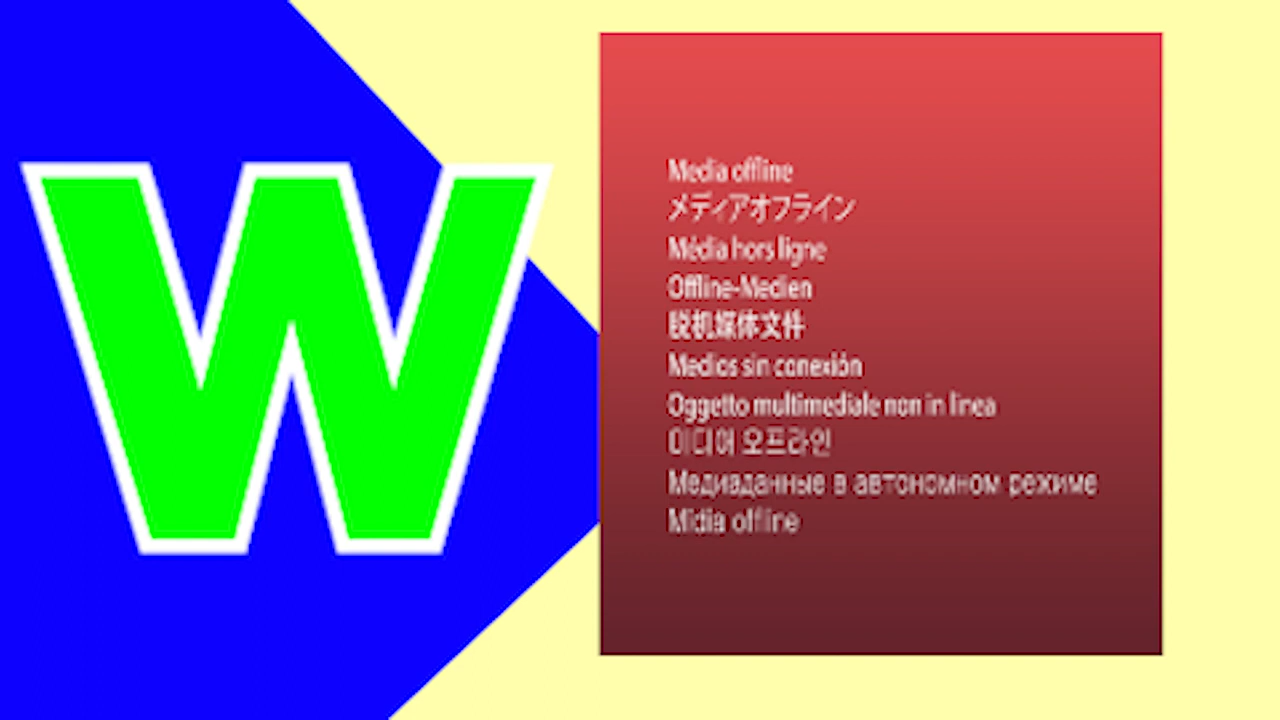 W
Media offline
メディアオフライン
Média hors ligne
Offline-Medien
脱机媒体文件
Medios sin conexión
Oggetto multimediale non in linea
미디어 오프라인
Медиаданные в автономном режиме
Mídia offline